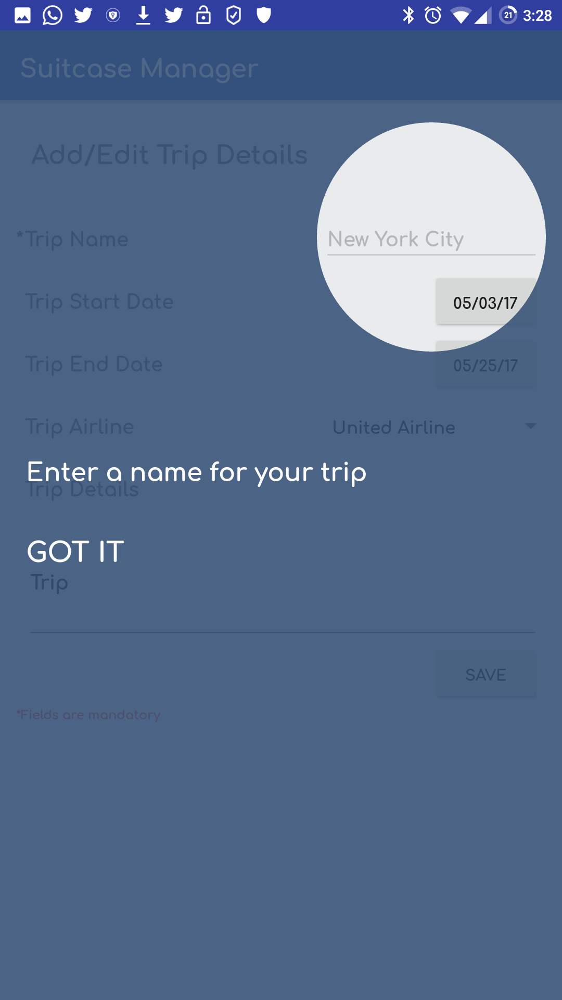 21 3:28
Suitcase Manager
Add/Edit Trip Details
*Trip Name New York City
Trip Start Date 05/03/17
Trip End Date 05/25/17
Trip Airline United Airline
Enter a name for your trip
Trip Details
GOT IT
Trip
SAVE
*Fields are mandatory